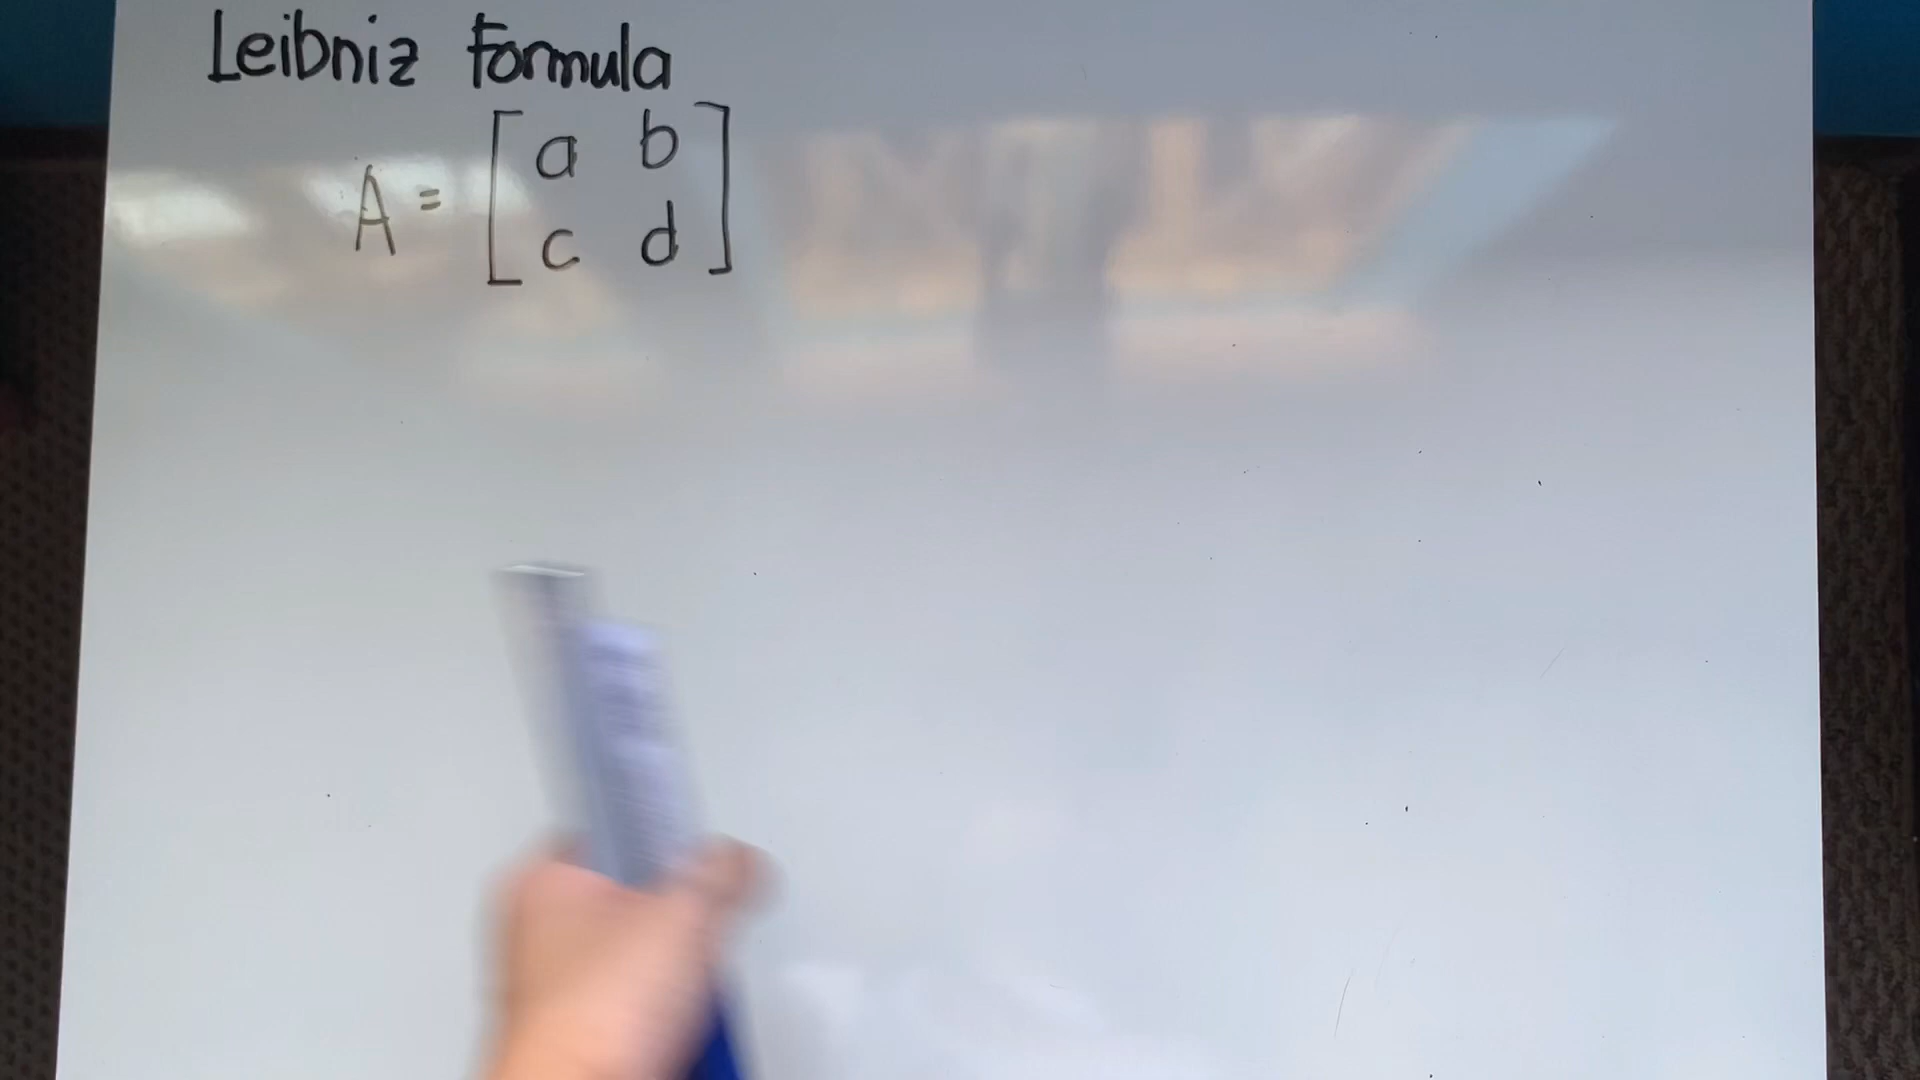 Leibniz Formula
A = [ a b
c d ]